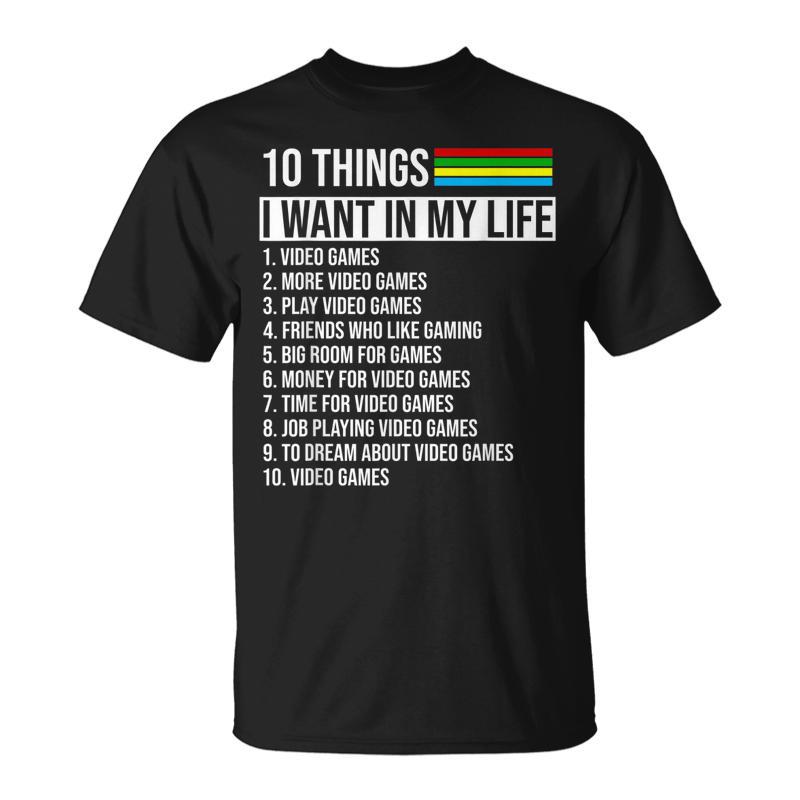 10 THINGS
I WANT IN MY LIFE
1. VIDEO GAMES
2. MORE VIDEO GAMES
3. PLAY VIDEO GAMES
4. FRIENDS WHO LIKE GAMING
5. BIG ROOM FOR GAMES
6. MONEY FOR VIDEO GAMES
7. TIME FOR VIDEO GAMES
8. JOB PLAYING VIDEO GAMES
9. TO DREAM ABOUT VIDEO GAMES
10. VIDEO GAMES